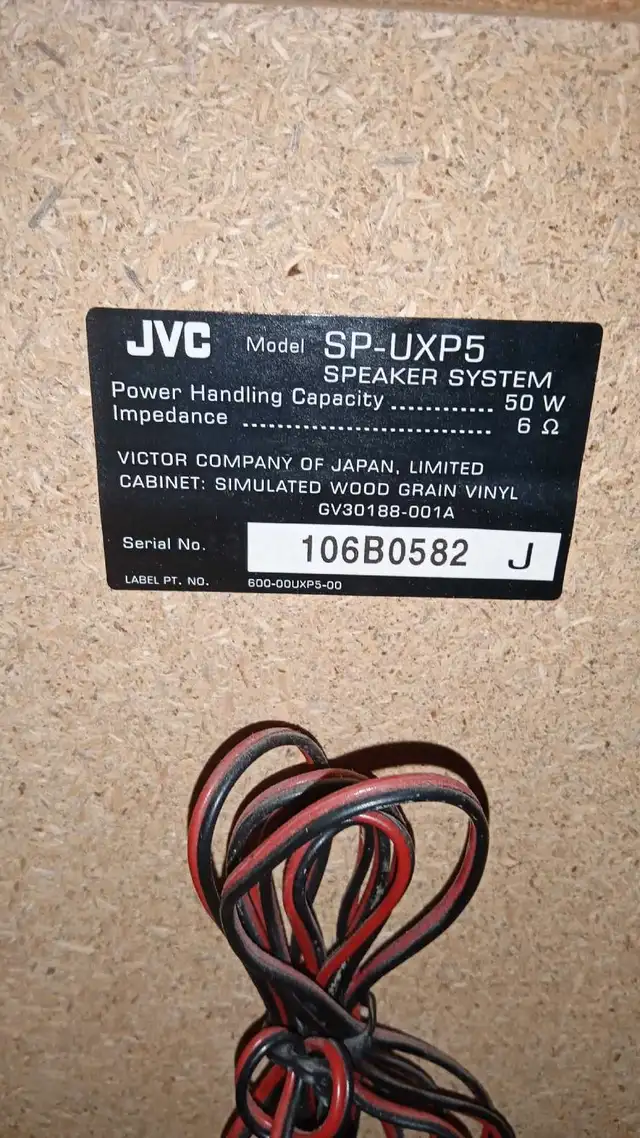 JVC Model SP-UXP5
SPEAKER SYSTEM
Power Handling Capacity ............ 50 W
Impedance ............................. 6 Ω
VICTOR COMPANY OF JAPAN, LIMITED
CABINET: SIMULATED WOOD GRAIN VINYL
GV30188-001A
Serial No. 106B0582 J
LABEL PT. NO. 600-00UXP5-00